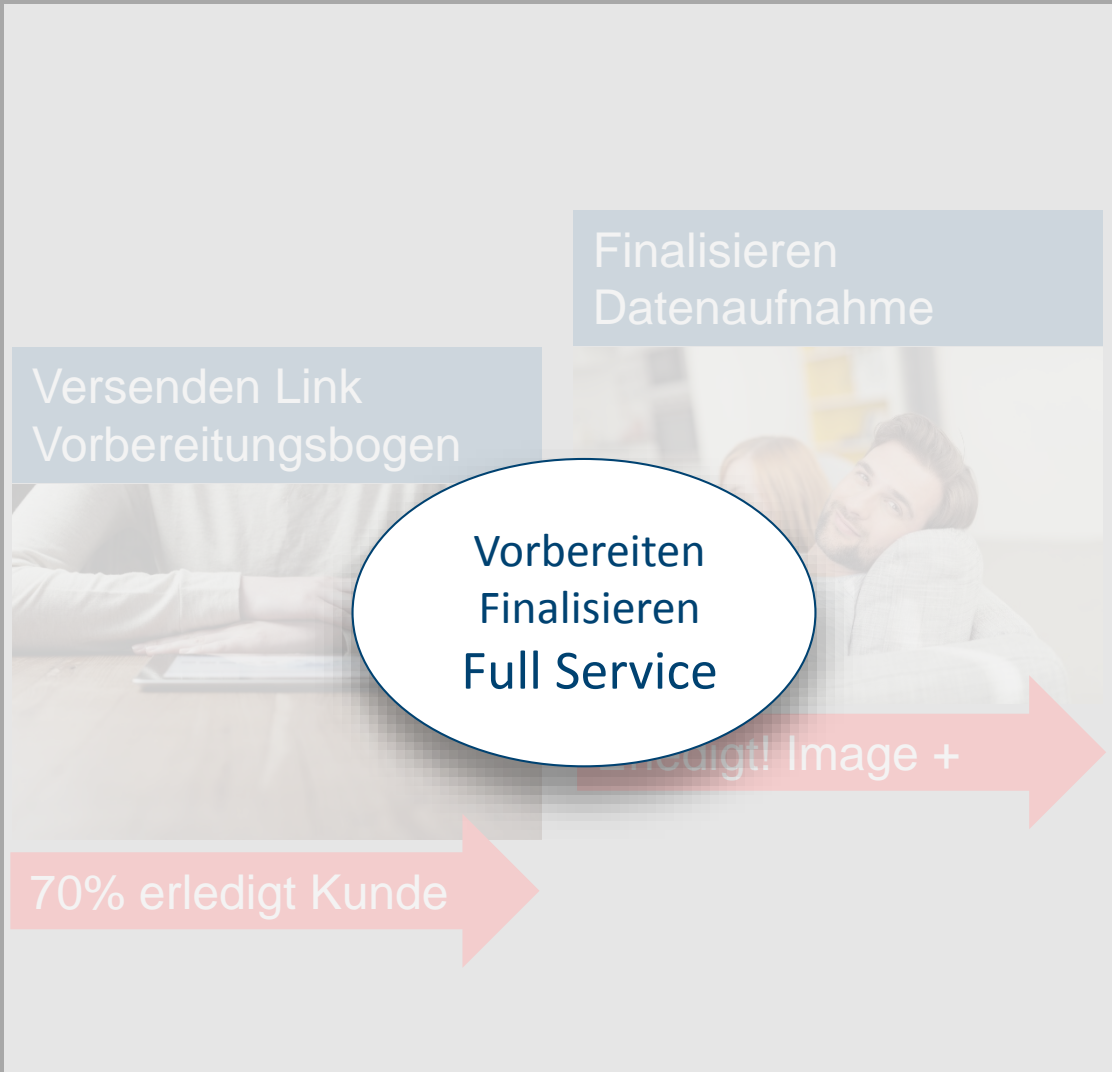 Finalisieren
Datenaufnahme
Versenden Link
Vorbereitungsbogen
Vorbereiten
Finalisieren
Full Service
Image +
70% erledigt Kunde